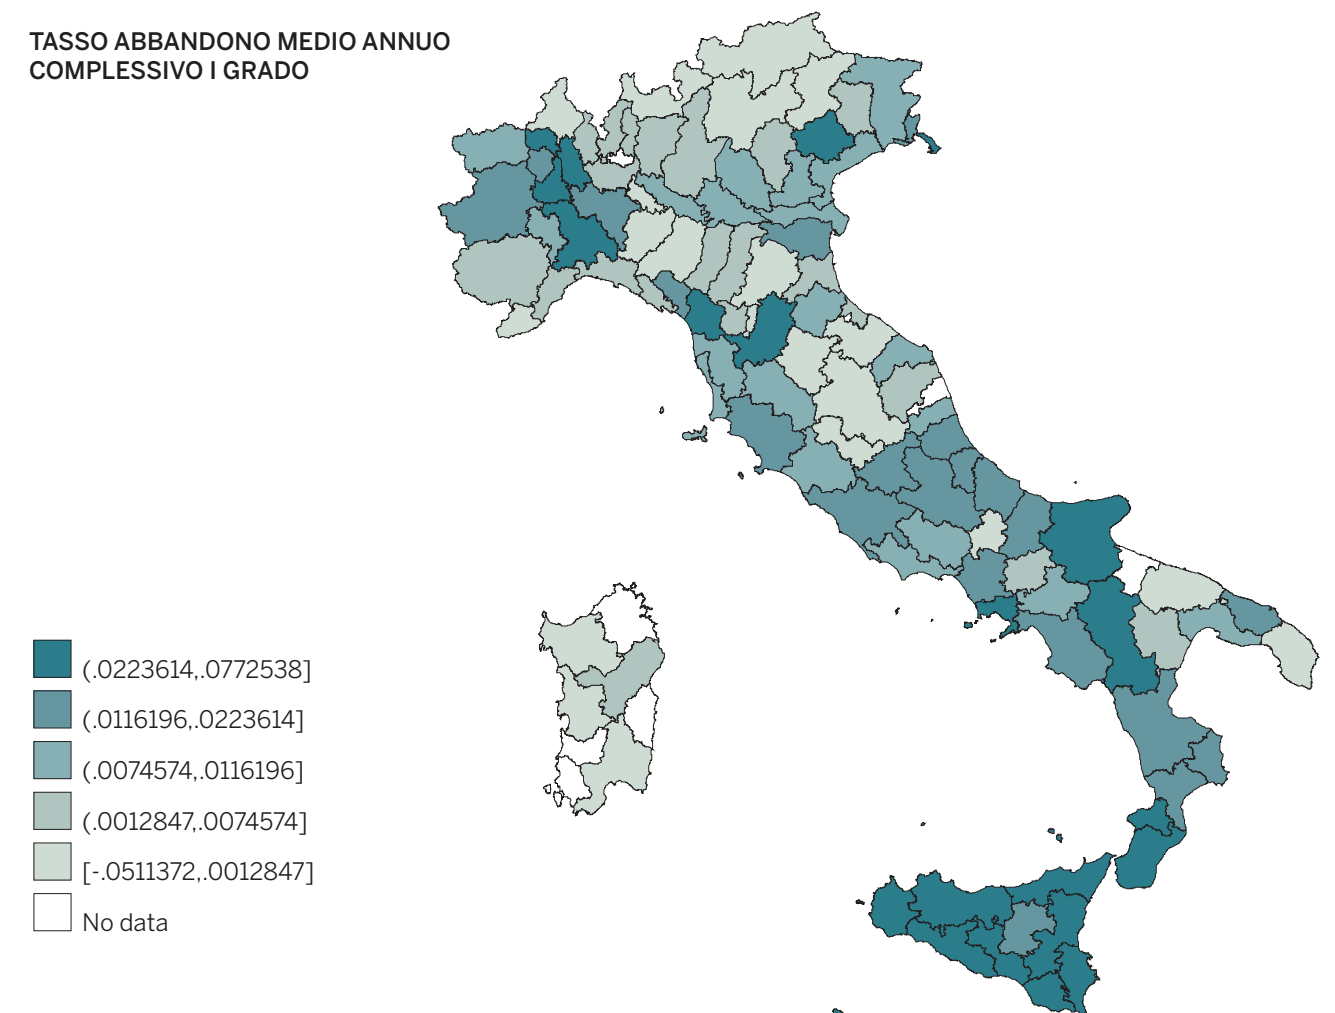 TASSO ABBANDONO MEDIO ANNUO
COMPLESSIVO I GRADO
(.0223614,.0772538]
(.0116196,.0223614]
(.0074574,.0116196]
(.0012847,.0074574]
[-.0511372,.0012847]
No data